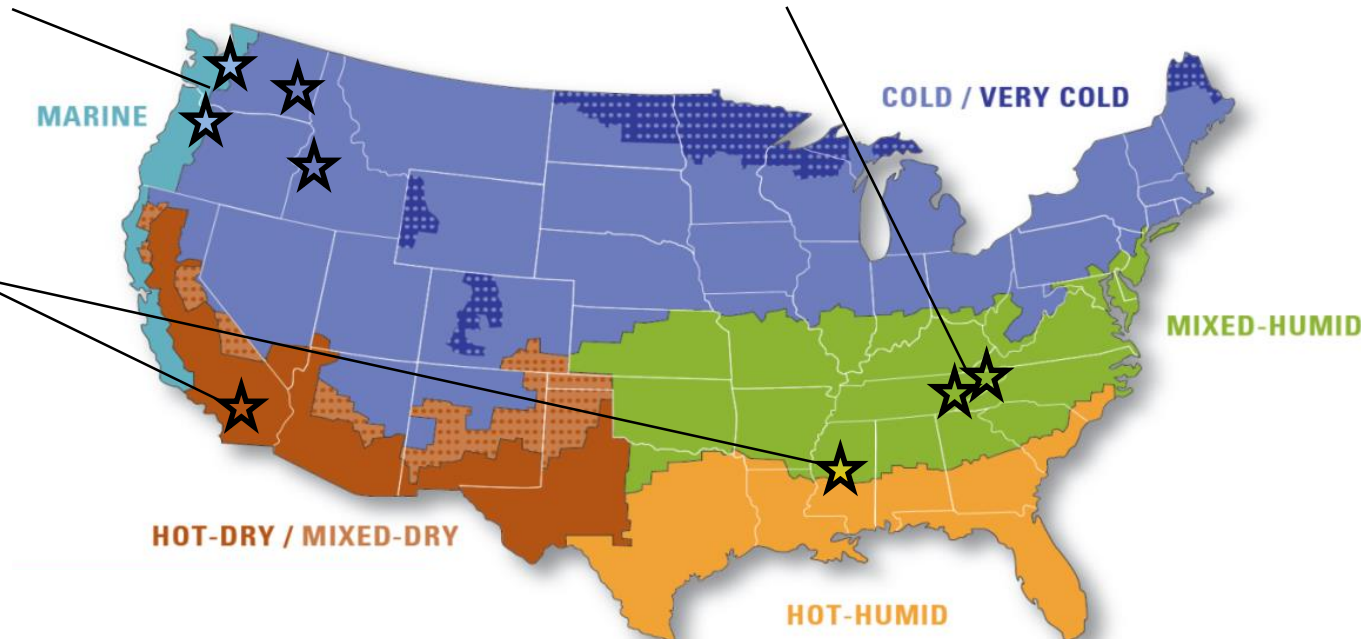 COLD / VERY COLD
MARINE
MIXED-HUMID
HOT-DRY / MIXED-DRY
HOT-HUMID